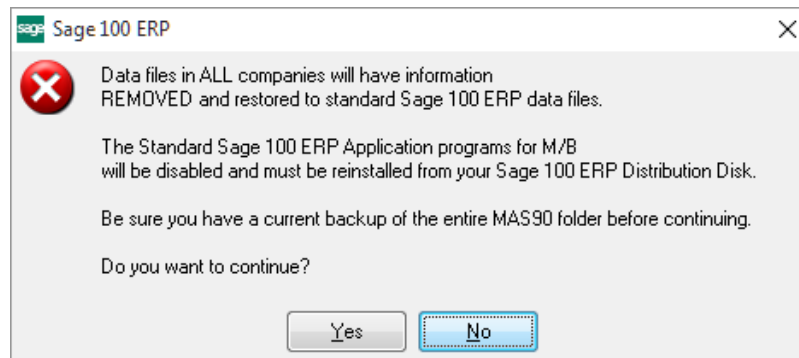 sage Sage 100 ERP
Data files in ALL companies will have information
REMOVED and restored to standard Sage 100 ERP data files.
The Standard Sage 100 ERP Application programs for M/B
will be disabled and must be reinstalled from your Sage 100 ERP Distribution Disk.
Be sure you have a current backup of the entire MAS90 folder before continuing.
Do you want to continue?
Yes No